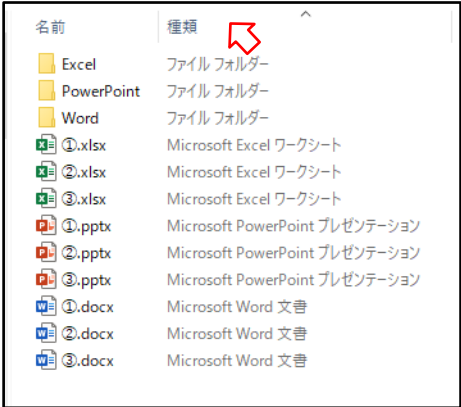 名前 種類
Excel ファイル フォルダー
PowerPoint ファイル フォルダー
Word ファイル フォルダー
①.xlsx Microsoft Excel ワークシート
②.xlsx Microsoft Excel ワークシート
③.xlsx Microsoft Excel ワークシート
①.pptx Microsoft PowerPoint プレゼンテーション
②.pptx Microsoft PowerPoint プレゼンテーション
③.pptx Microsoft PowerPoint プレゼンテーション
①.docx Microsoft Word 文書
②.docx Microsoft Word 文書
③.docx Microsoft Word 文書